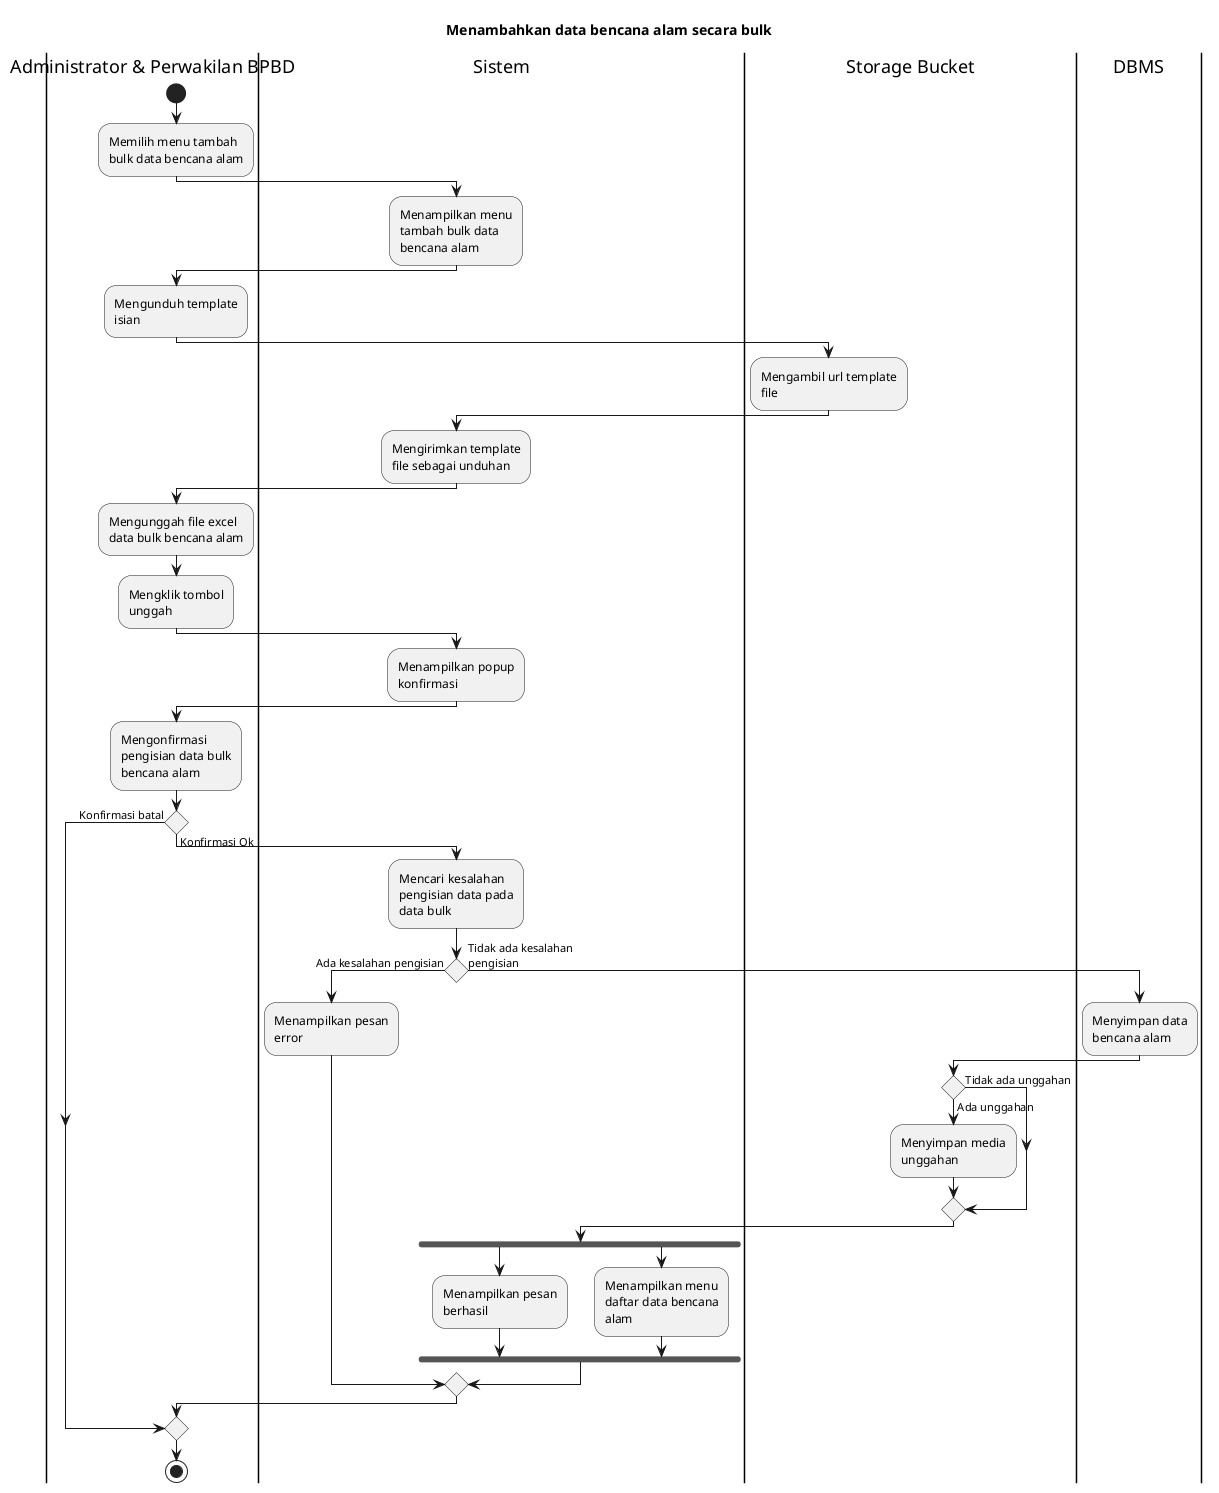 Menambahkan data bencana alam secara bulk
Administrator & Perwakilan BPBD
Sistem
Storage Bucket
DBMS
Memilih menu tambah
bulk data bencana alam
Menampilkan menu
tambah bulk data
bencana alam
Mengunduh template
isian
Mengambil url template
file
Mengirimkan template
file sebagai unduhan
Mengunggah file excel
data bulk bencana alam
Mengklik tombol
unggah
Menampilkan popup
konfirmasi
Mengonfirmasi
pengisian data bulk
bencana alam
Konfirmasi batal
Konfirmasi Ok
Mencari kesalahan
pengisian data pada
data bulk
Ada kesalahan pengisian
Tidak ada kesalahan
pengisian
Menampilkan pesan
error
Menyimpan data
bencana alam
Tidak ada unggahan
Ada unggahan
Menyimpan media
unggahan
Menampilkan pesan
berhasil
Menampilkan menu
daftar data bencana
alam